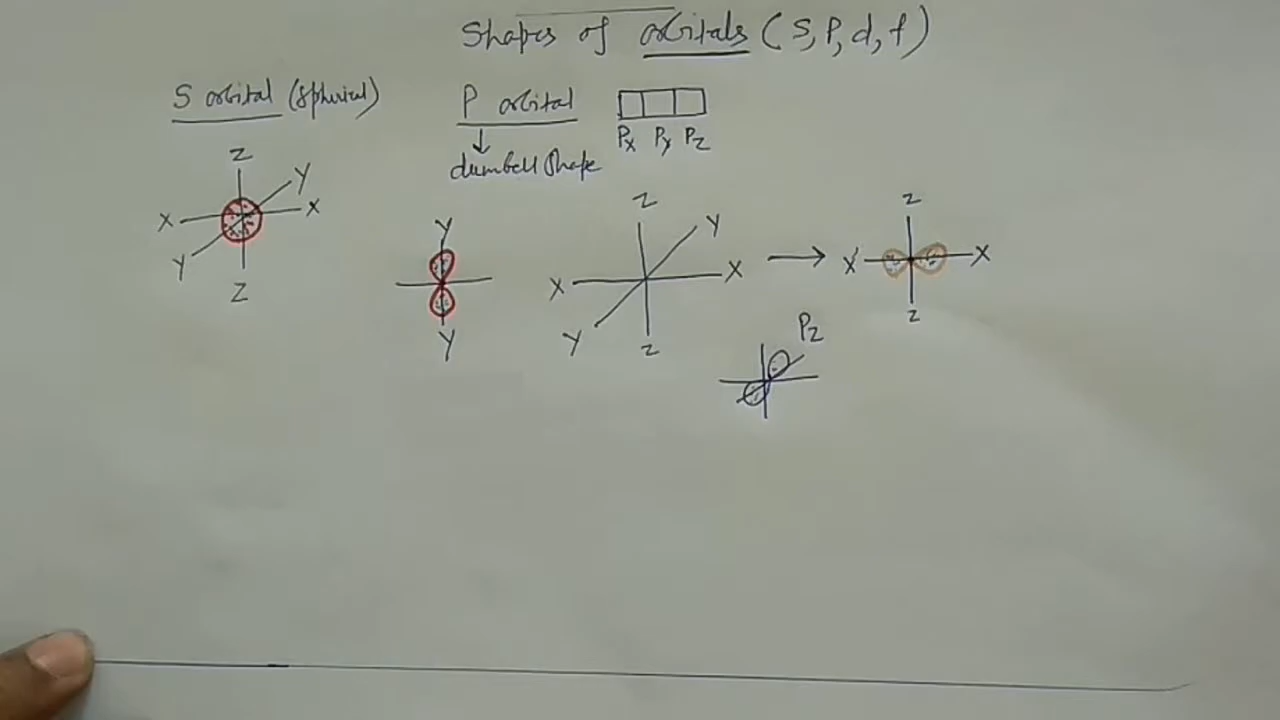 Shapes of orbitals (S, P, d, f)
S orbital (Spherical)
P orbital
Px Py Pz
dumbell Shape
Z
Y
X
X
Y
Z
Y
Y
Z
Y
X
X
Y
Z
Z
X
X
Z
Pz